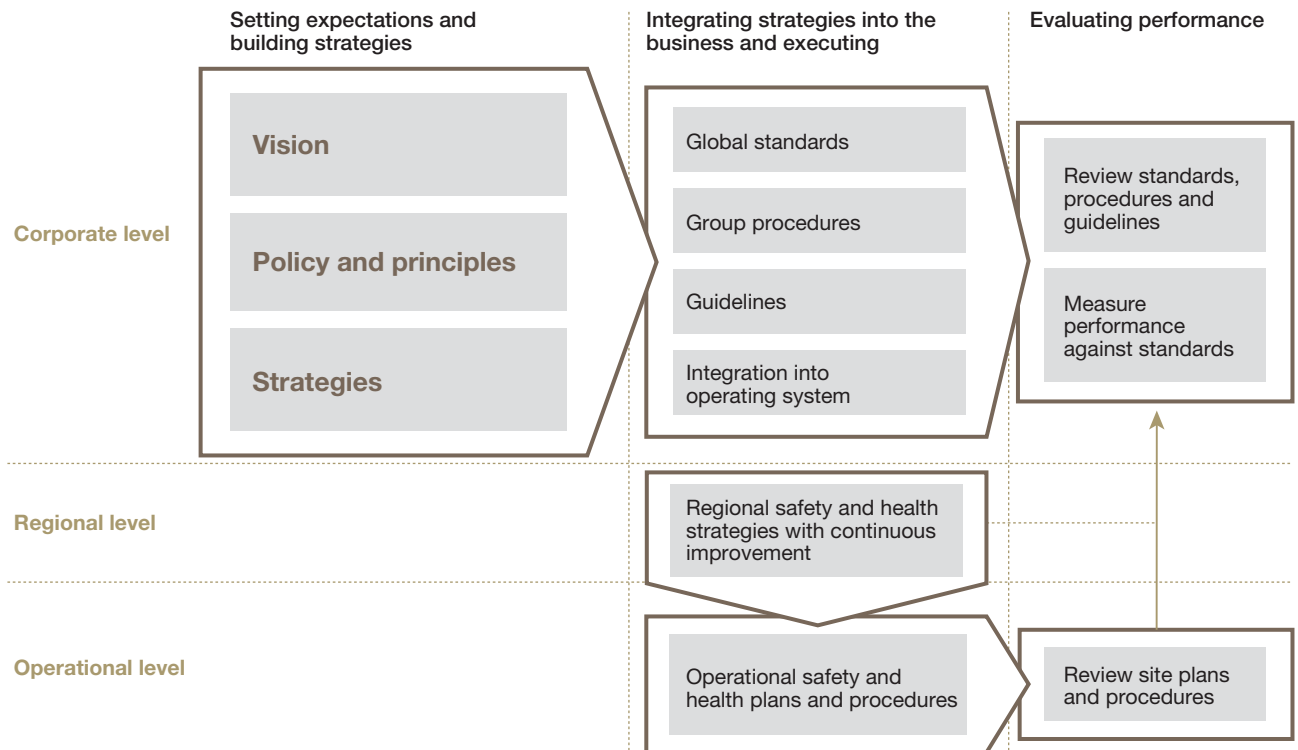 Setting expectations and
building strategies
Integrating strategies into the
business and executing
Evaluating performance
Corporate level
Vision
Policy and principles
Strategies
Global standards
Group procedures
Guidelines
Integration into
operating system
Review standards,
procedures and
guidelines
Measure
performance
against standards
Regional level
Regional safety and health
strategies with continuous
improvement
Operational level
Operational safety and
health plans and procedures
Review site plans
and procedures